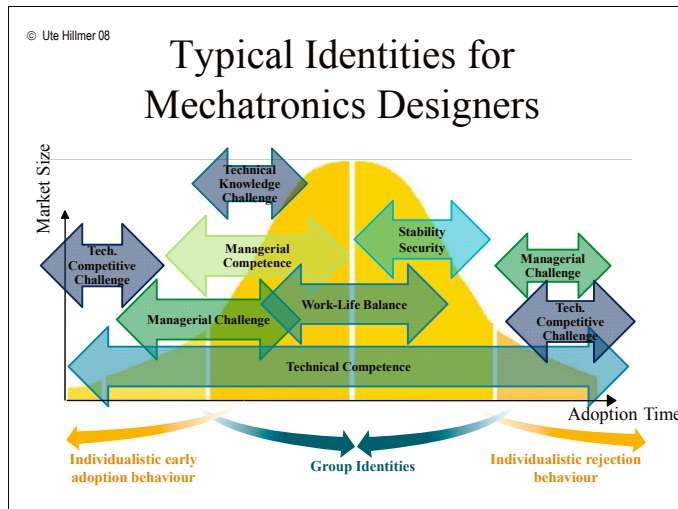 © Ute Hillmer 08
Typical Identities for
Mechatronics Designers
Market Size
Technical
Knowledge
Challenge
Stability
Security
Managerial
Competence
Tech.
Competitive
Challenge
Managerial
Challenge
Work-Life Balance
Managerial Challenge
Tech.
Competitive
Challenge
Technical Competence
Adoption Time
Individualistic early
adoption behaviour
Group Identities
Individualistic rejection
behaviour